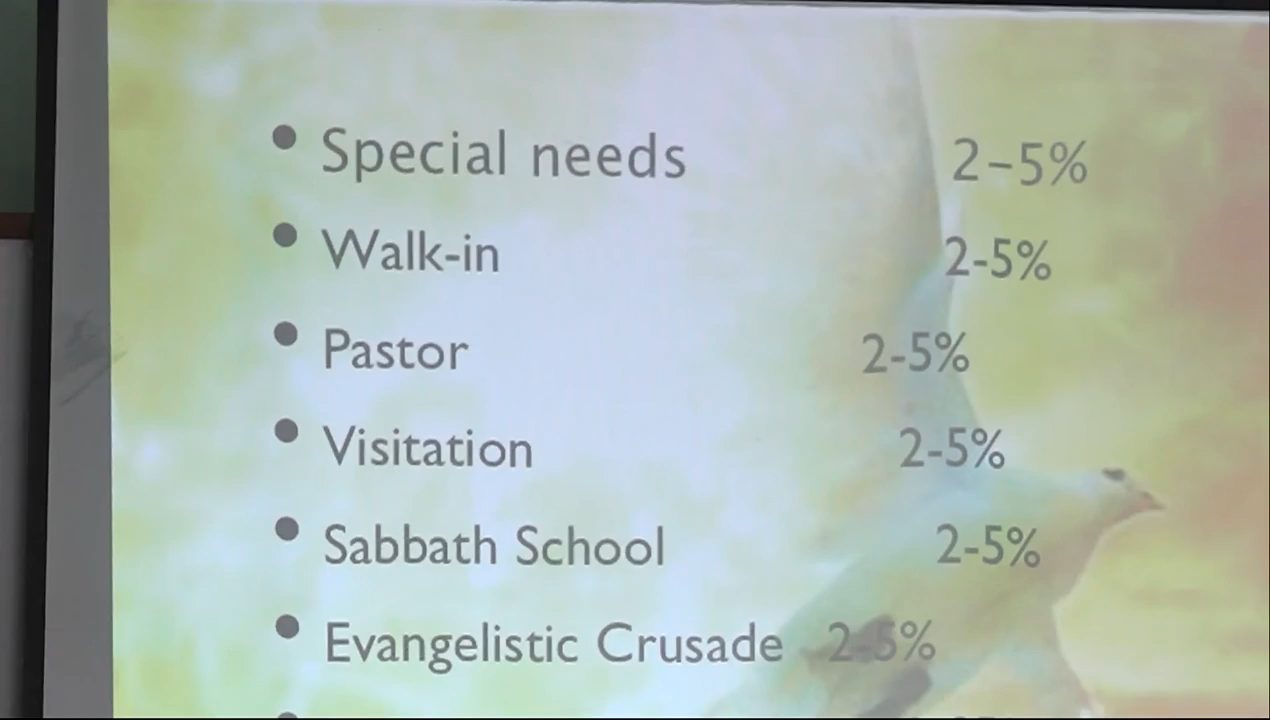 • Special needs 2-5%
• Walk-in 2-5%
• Pastor 2-5%
• Visitation 2-5%
• Sabbath School 2-5%
• Evangelistic Crusade 2-5%